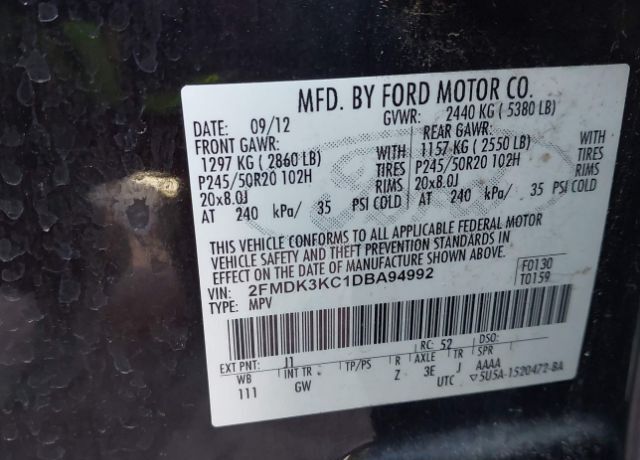 MFD. BY FORD MOTOR CO.
DATE: 09/12 GVWR: 2440 KG ( 5380 LB)
FRONT GAWR: REAR GAWR:
1297 KG ( 2860 LB) WITH 1157 KG ( 2550 LB) WITH
P245/50R20 102H TIRES P245/50R20 102H TIRES
20x8.0J RIMS 20x8.0J RIMS
AT 240 kPa/ 35 PSI COLD AT 240 kPa/ 35 PSI COLD
THIS VEHICLE CONFORMS TO ALL APPLICABLE FEDERAL MOTOR
VEHICLE SAFETY AND THEFT PREVENTION STANDARDS IN
EFFECT ON THE DATE OF MANUFACTURE SHOWN ABOVE.
VIN: 2FMDK3KC1DBA94992 F0130
TYPE: MPV T0159
EXT PNT: J1 RC: 52 DSO:
WB INT TR TP/PS R AXLE TR SPR
111 GW Z 3E J AAAA
UTC ▽5U5A-1520472-BA